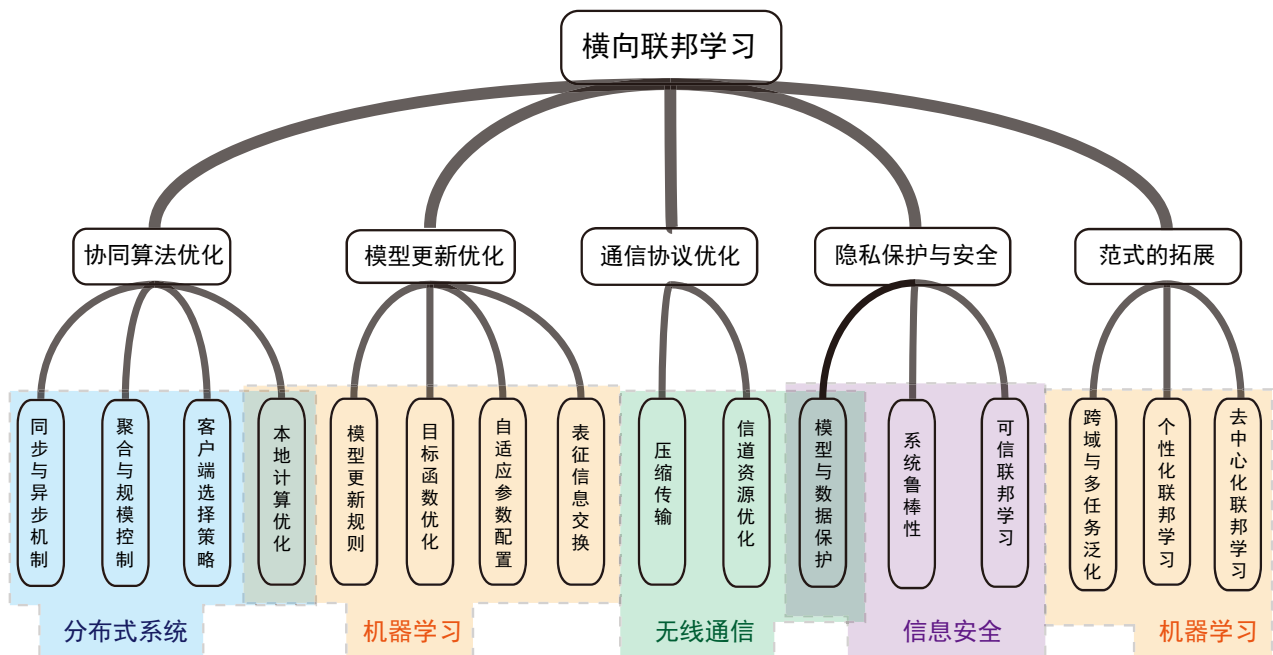 横向联邦学习
协同算法优化
模型更新优化
通信协议优化
隐私保护与安全
范式的拓展
同步与异步机制
聚合与规模控制
客户端选择策略
本地计算优化
模型更新规则
目标函数优化
自适应参数配置
表征信息交换
压缩传输
信道资源优化
模型与数据保护
系统鲁棒性
可信联邦学习
跨域与多任务泛化
个性化联邦学习
去中心化联邦学习
分布式系统
机器学习
无线通信
信息安全
机器学习